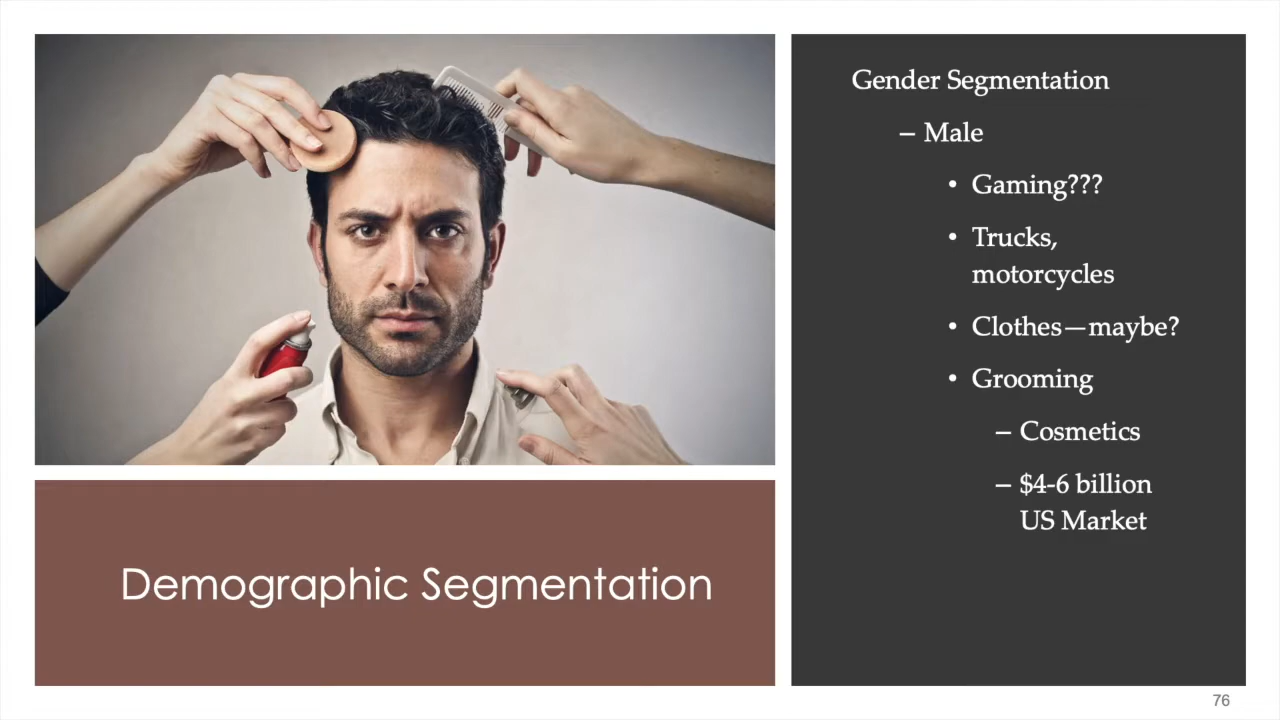 Gender Segmentation
– Male
• Gaming???
• Trucks,
motorcycles
• Clothes—maybe?
• Grooming
– Cosmetics
– $4-6 billion
US Market
Demographic Segmentation
76